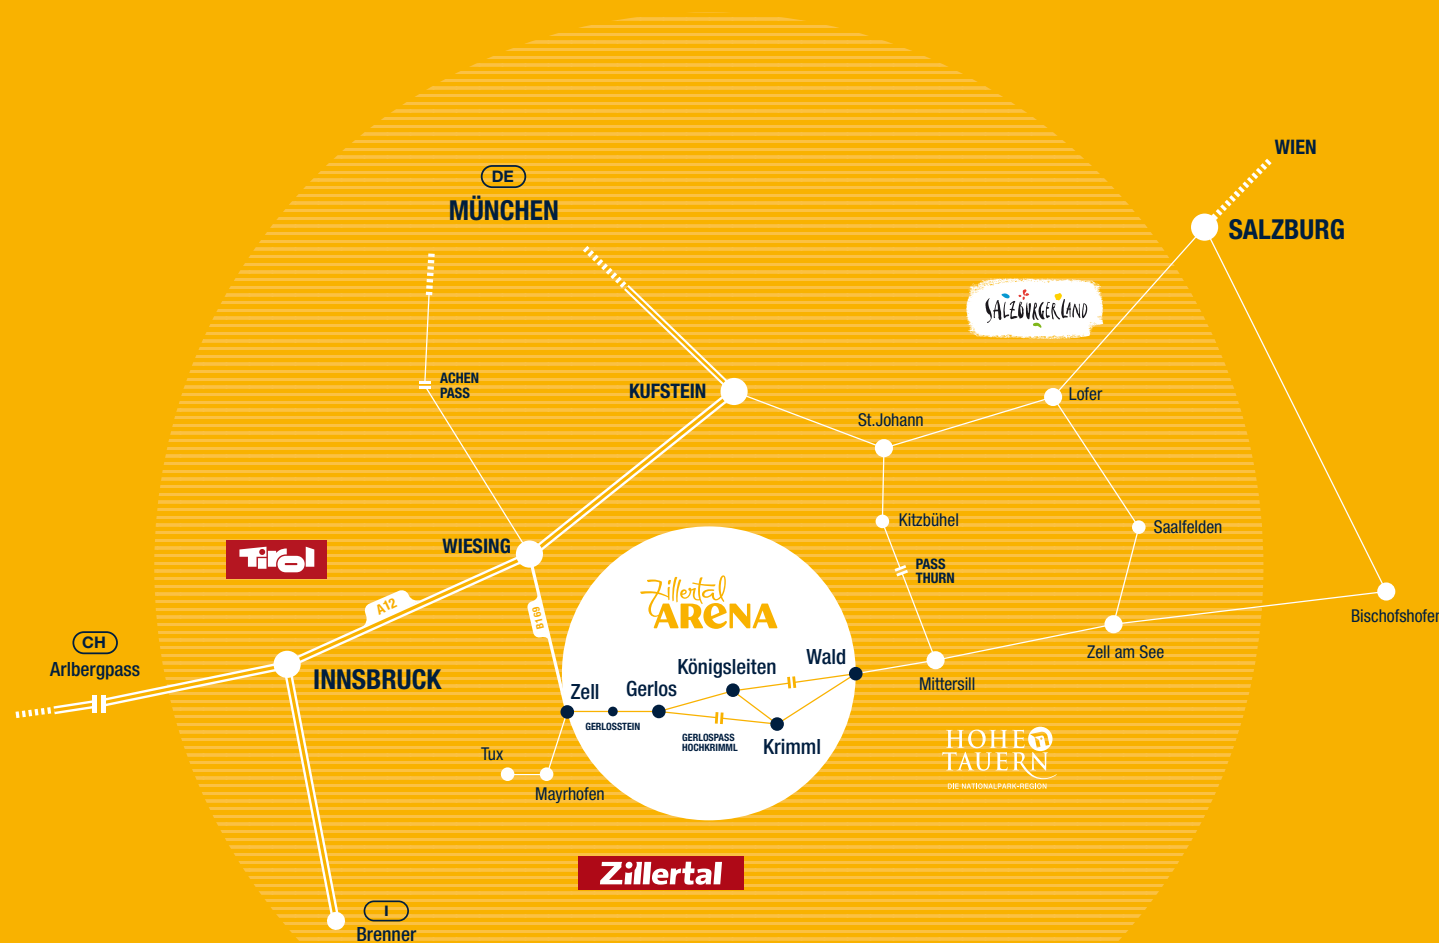 WIEN
DE
MÜNCHEN
SALZBURG
SALZBURGERLAND
ACHEN
PASS
KUFSTEIN
Lofer
St.Johann
Kitzbühel
Saalfelden
WIESING
Tirol
PASS
THURN
Zillertal
ARENA
A12
B169
Bischofshofen
CH
Arlbergpass
INNSBRUCK
Königsleiten
Wald
Zell am See
Mittersill
Zell
Gerlos
GERLOSSTEIN
GERLOSPASS
HOCHKRIMML
Krimml
Tux
Mayrhofen
HOHE n
TAUERN
DIE NATIONALPARK-REGION
Zillertal
I
Brenner